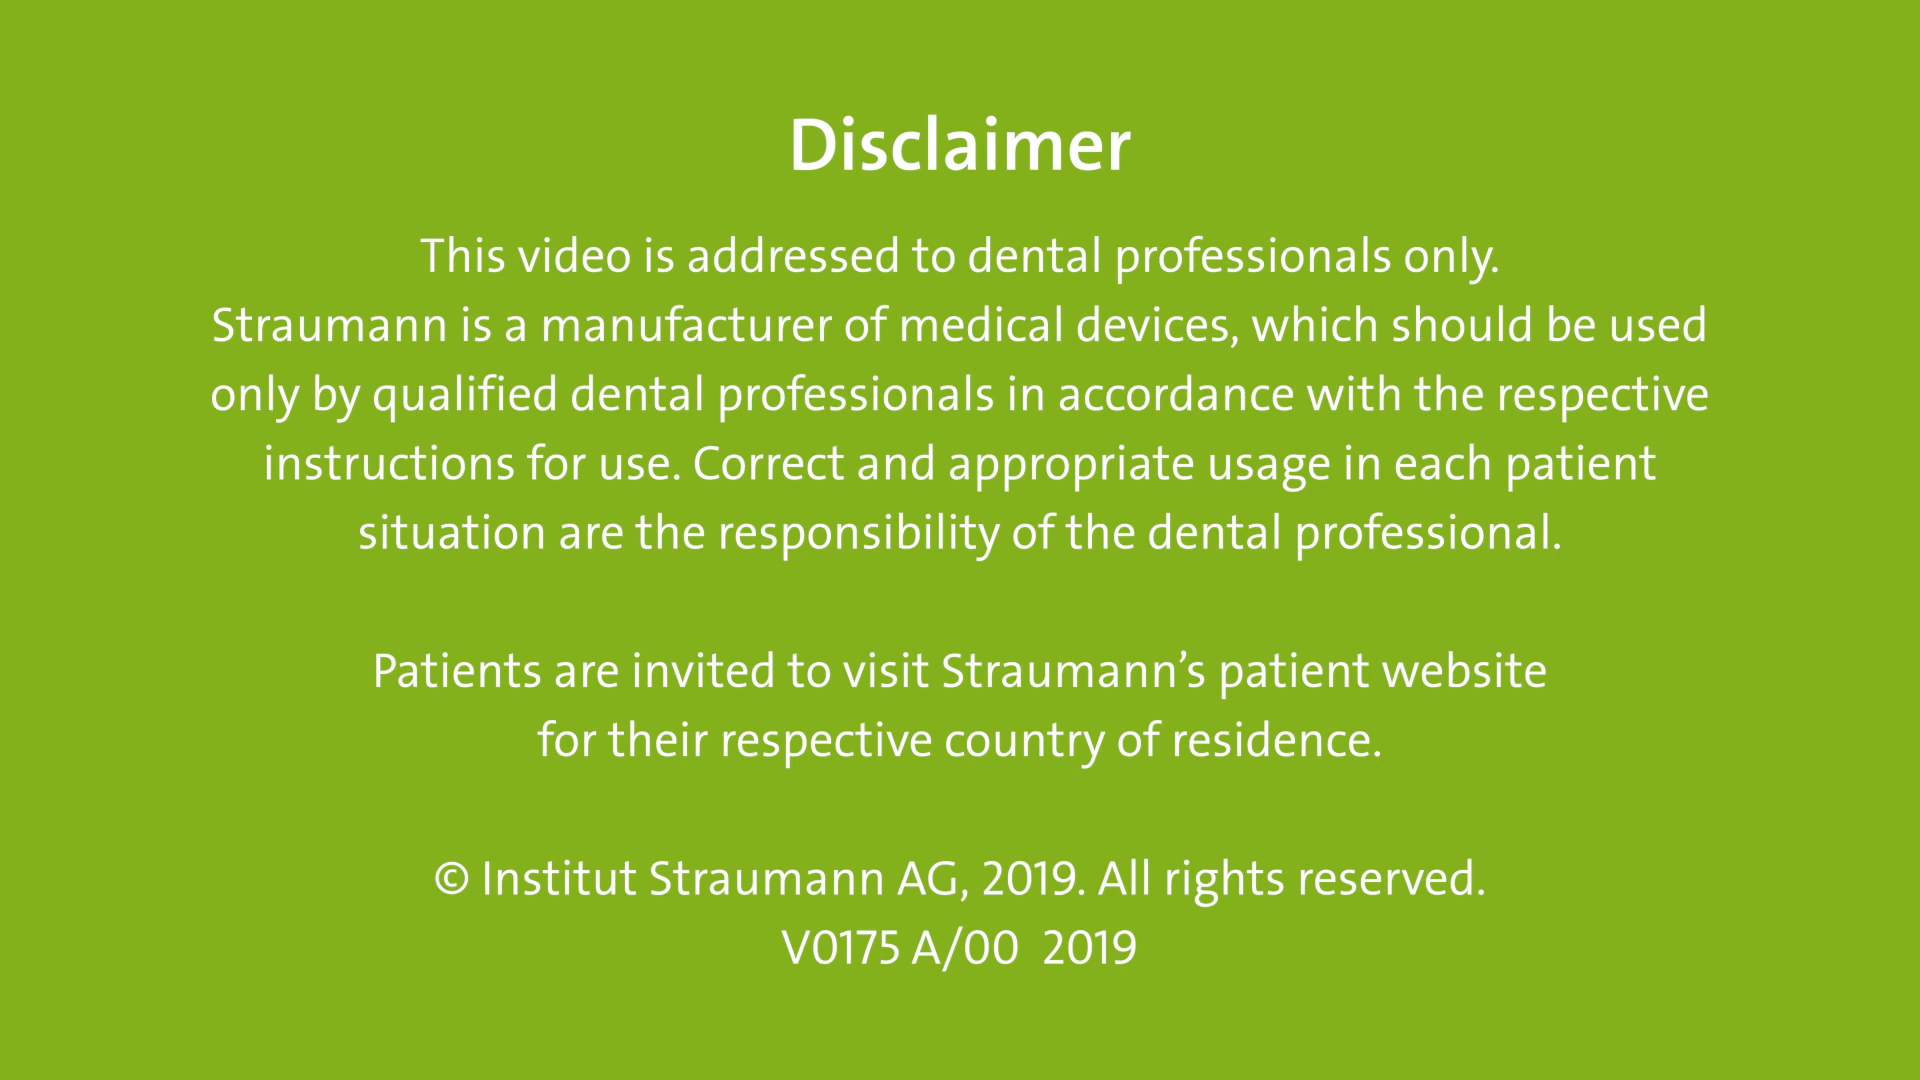 Disclaimer
This video is addressed to dental professionals only.
Straumann is a manufacturer of medical devices, which should be used
only by qualified dental professionals in accordance with the respective
instructions for use. Correct and appropriate usage in each patient
situation are the responsibility of the dental professional.
Patients are invited to visit Straumann’s patient website
for their respective country of residence.
© Institut Straumann AG, 2019. All rights reserved.
V0175 A/00  2019